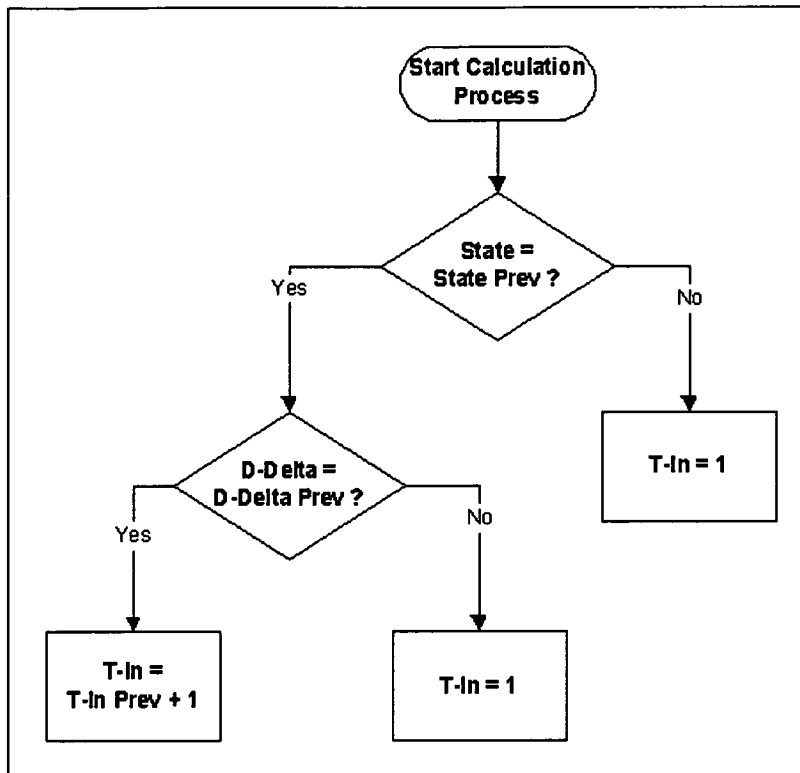 Start Calculation
Process
State =
State Prev ?
Yes
No
T-In = 1
D-Delta =
D-Delta Prev ?
Yes
No
T-In =
T-In Prev + 1
T-In = 1